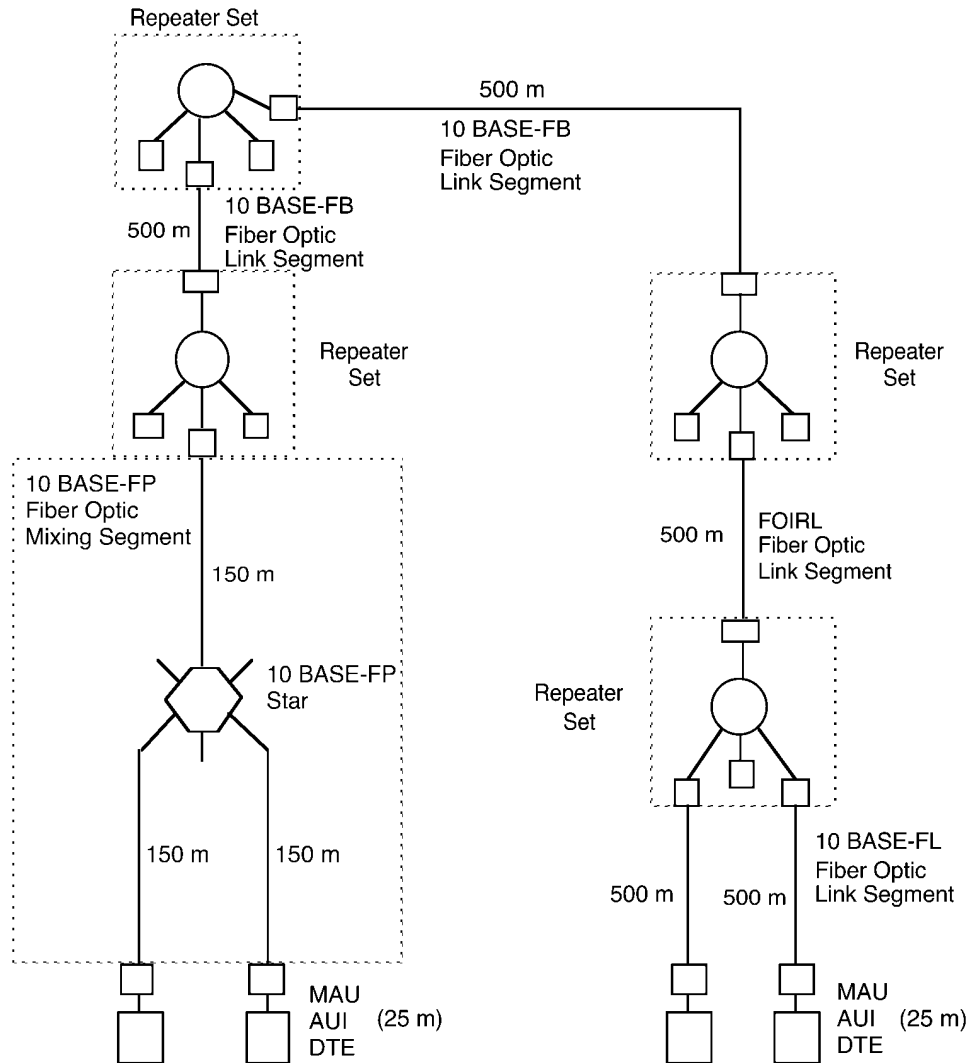 Repeater Set
500 m
10 BASE-FB
Fiber Optic
Link Segment
10 BASE-FB
500 m
Fiber Optic
Link Segment
Repeater
Set
Repeater
Set
10 BASE-FP
Fiber Optic
Mixing Segment
500 m
FOIRL
Fiber Optic
Link Segment
150 m
10 BASE-FP
Star
Repeater
Set
150 m
150 m
10 BASE-FL
Fiber Optic
Link Segment
500 m
500 m
MAU
AUI (25 m)
DTE
MAU
AUI (25 m)
DTE